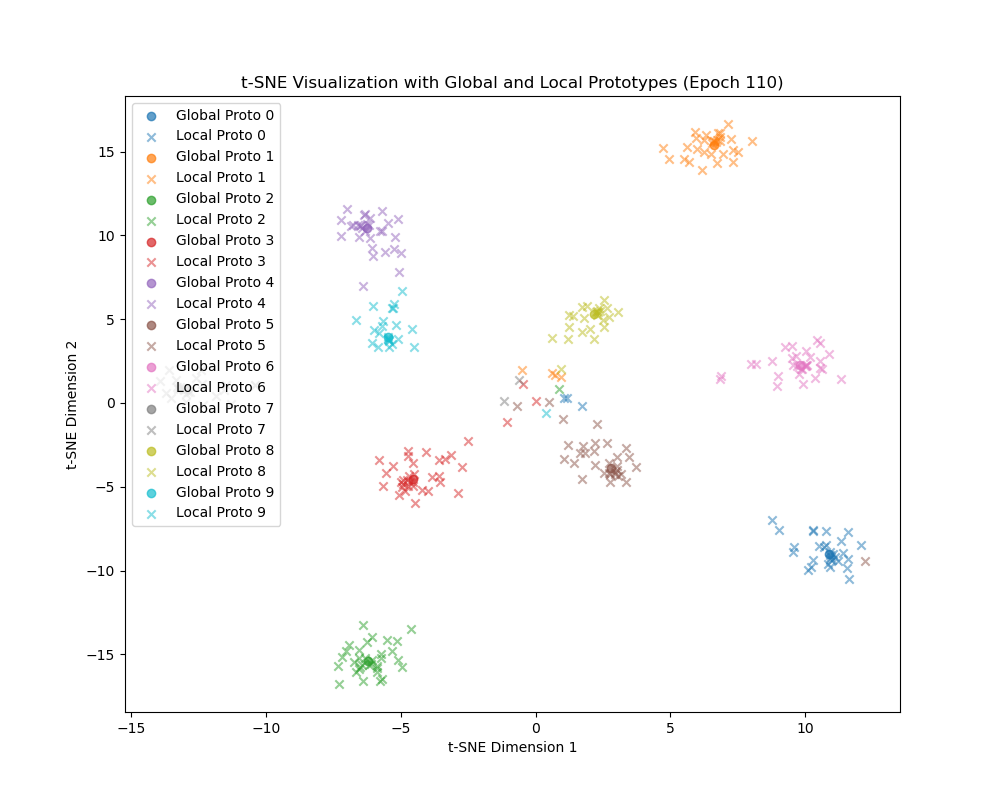 t-SNE Visualization with Global and Local Prototypes (Epoch 110)
Global Proto 0
Local Proto 0
Global Proto 1
Local Proto 1
Global Proto 2
Local Proto 2
Global Proto 3
Local Proto 3
Global Proto 4
Local Proto 4
Global Proto 5
Local Proto 5
Global Proto 6
Local Proto 6
Global Proto 7
Local Proto 7
Global Proto 8
Local Proto 8
Global Proto 9
Local Proto 9
t-SNE Dimension 2
15
10
5
0
−5
−10
−15
−15
−10
−5
0
5
10
t-SNE Dimension 1